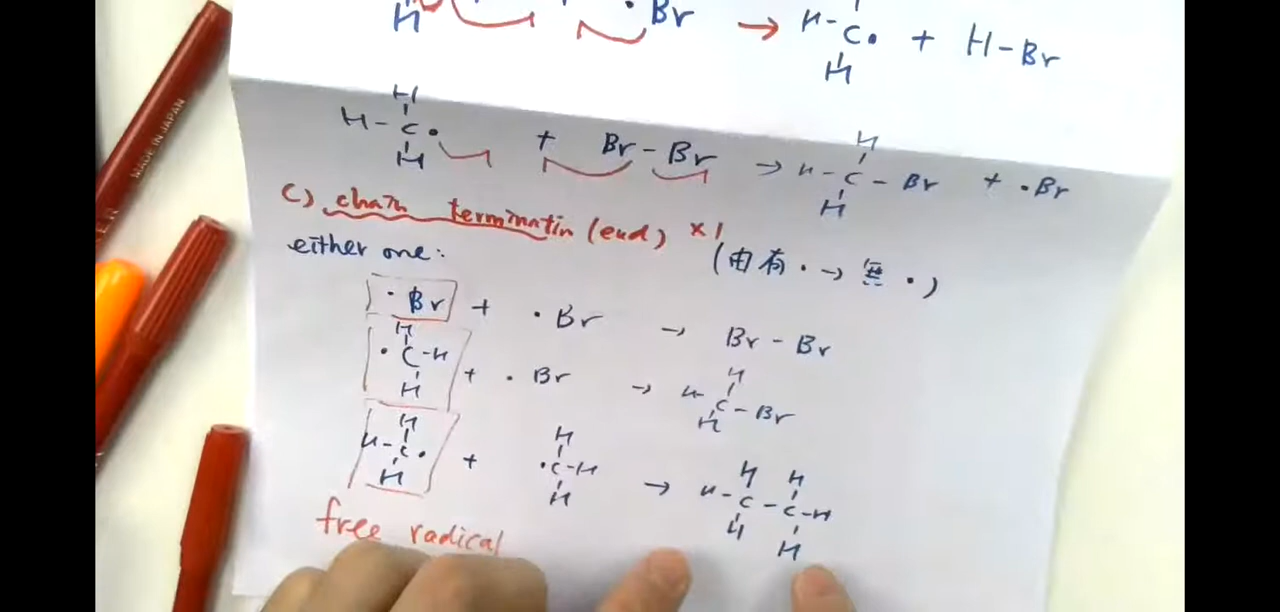 H · Br → H- C· + H-Br
H
H
H- C· + Br - Br → H - C - Br + ·Br
H H
C) chain terminatin (end) ×1
either one: (由有 · → 無 ·)
· Br + · Br → Br - Br
H
· C -H + · Br → H C - Br
H H
H H H H
H- C· + ·C-H → H - C - C -H
H H H H
free radical
MADE IN JAPAN